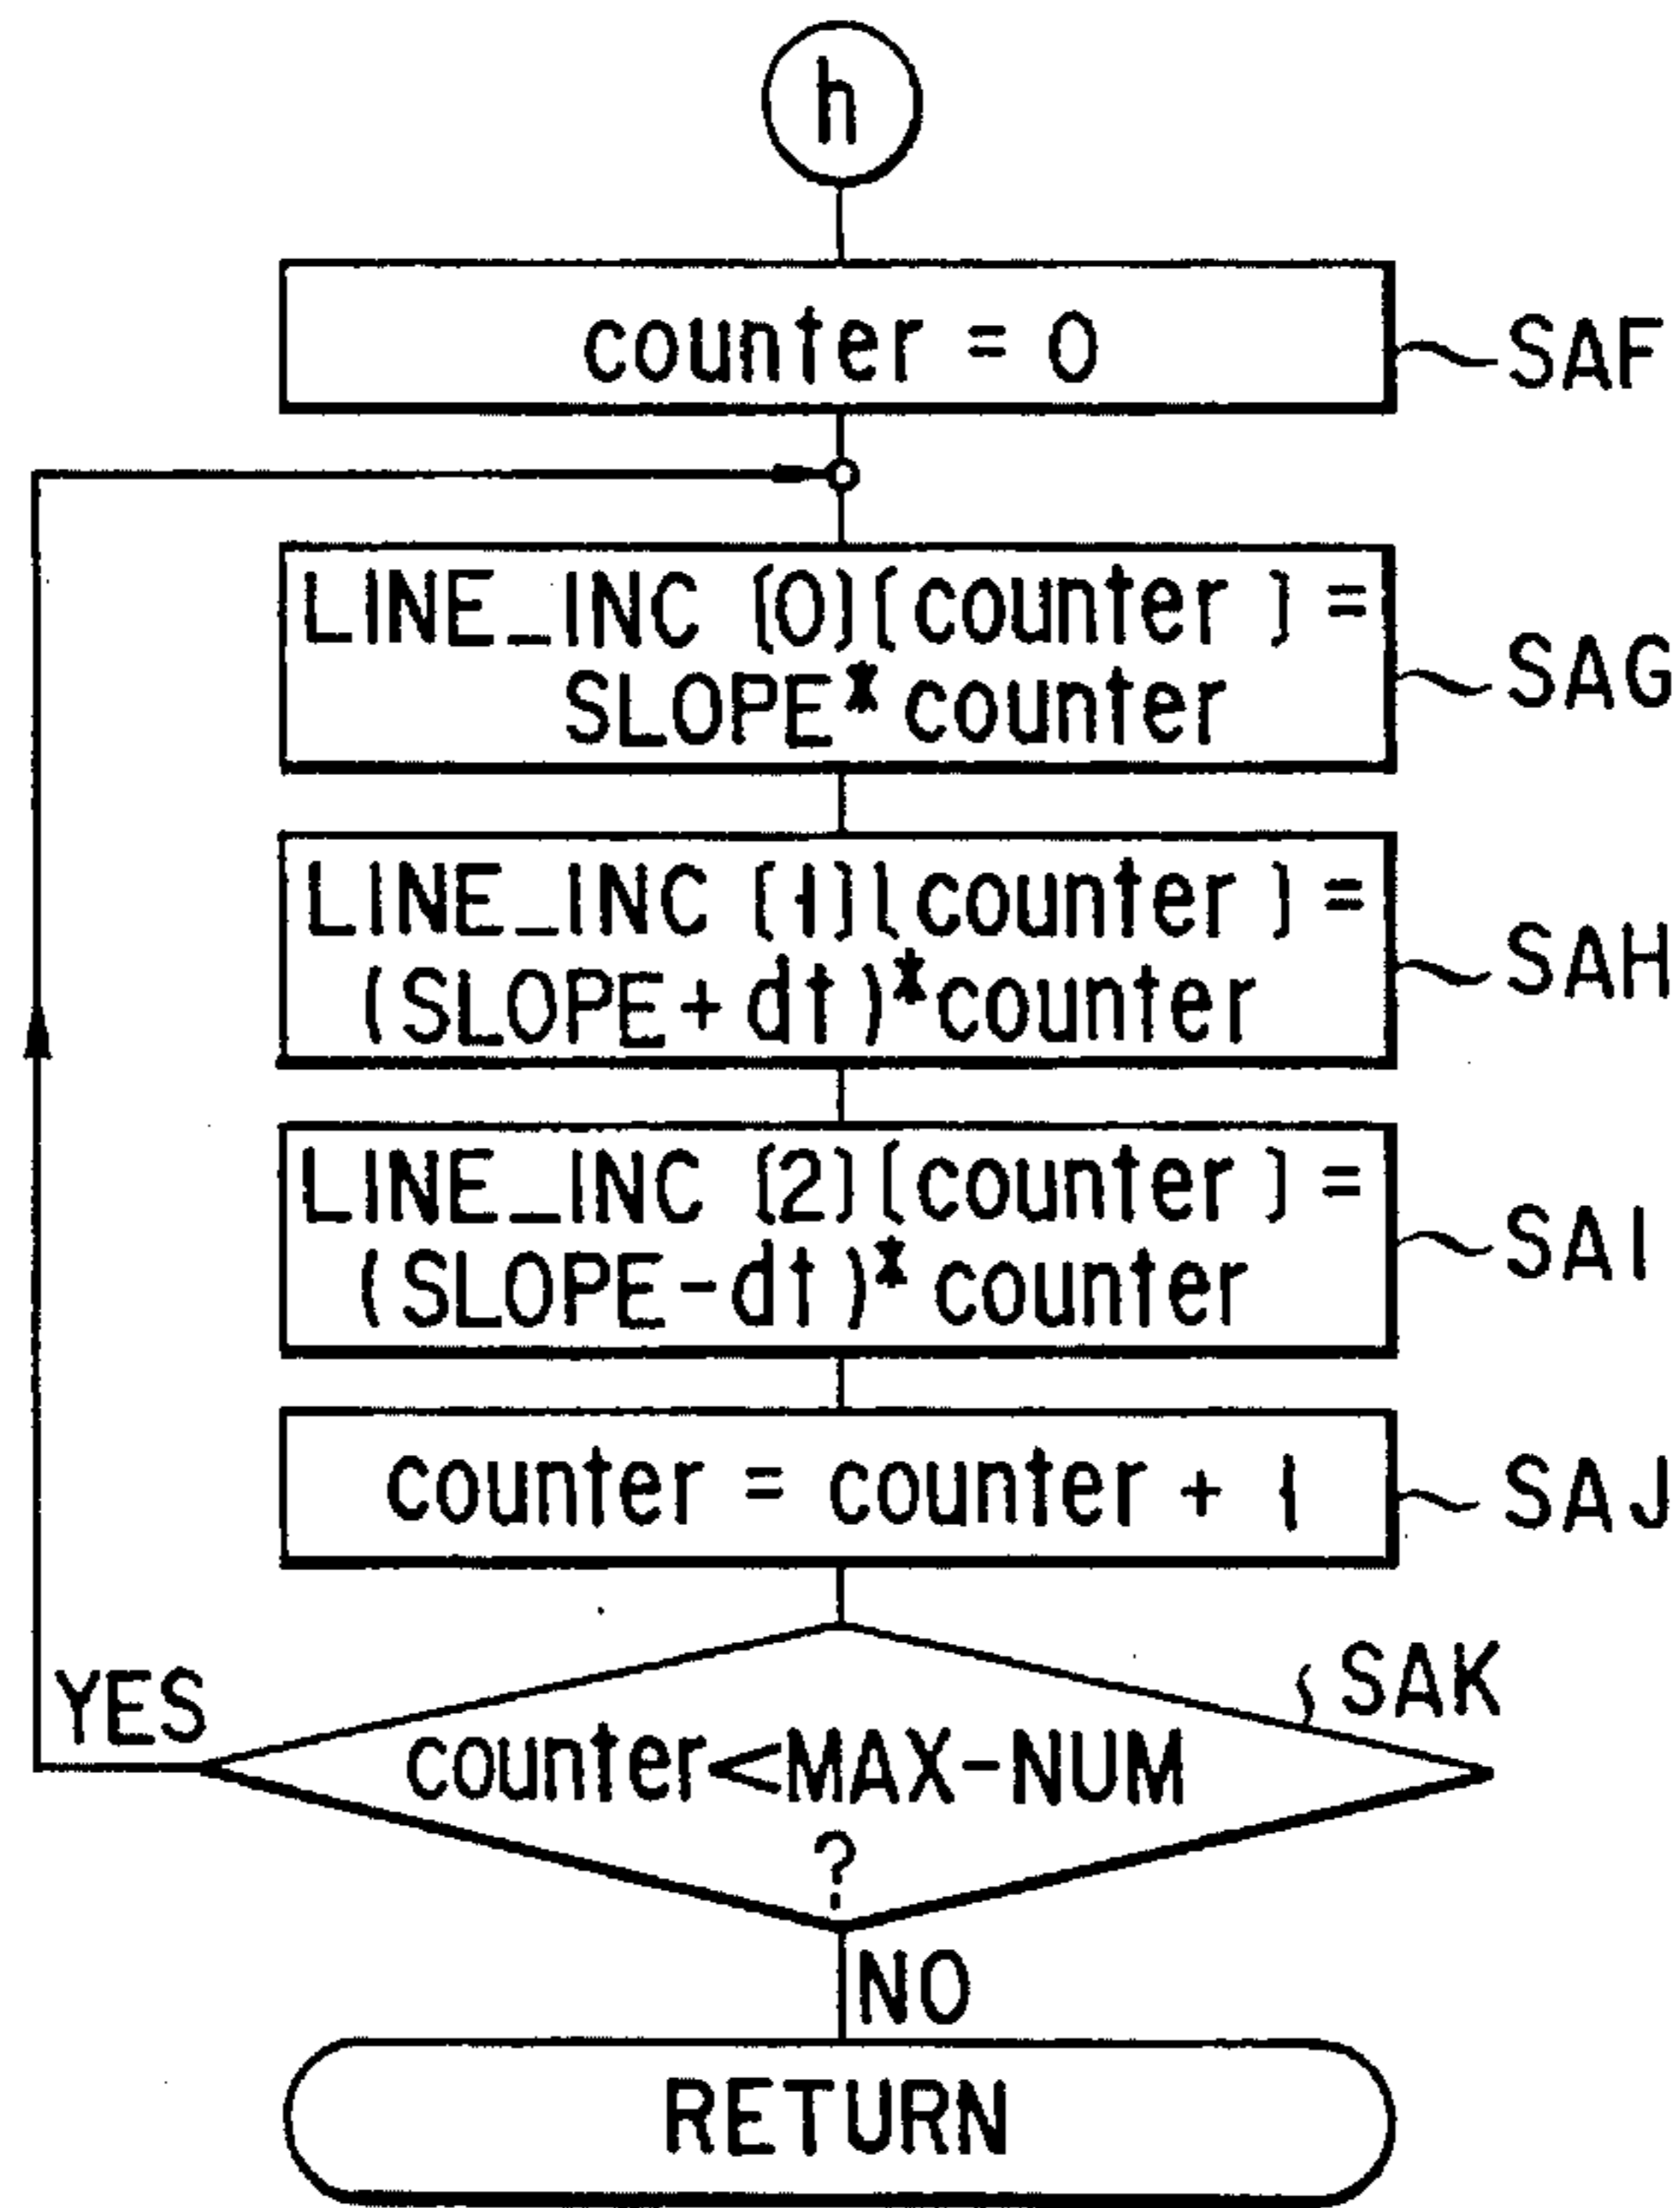 h
counter = 0
SAF
LINE_INC [0][counter] =
SLOPE* counter
SAG
LINE_INC [1][counter] =
(SLOPE+dt)*counter
SAH
LINE_INC [2][counter] =
(SLOPE-dt)* counter
SAI
counter = counter + 1
SAJ
SAK
YES
counter<MAX-NUM
?
NO
RETURN